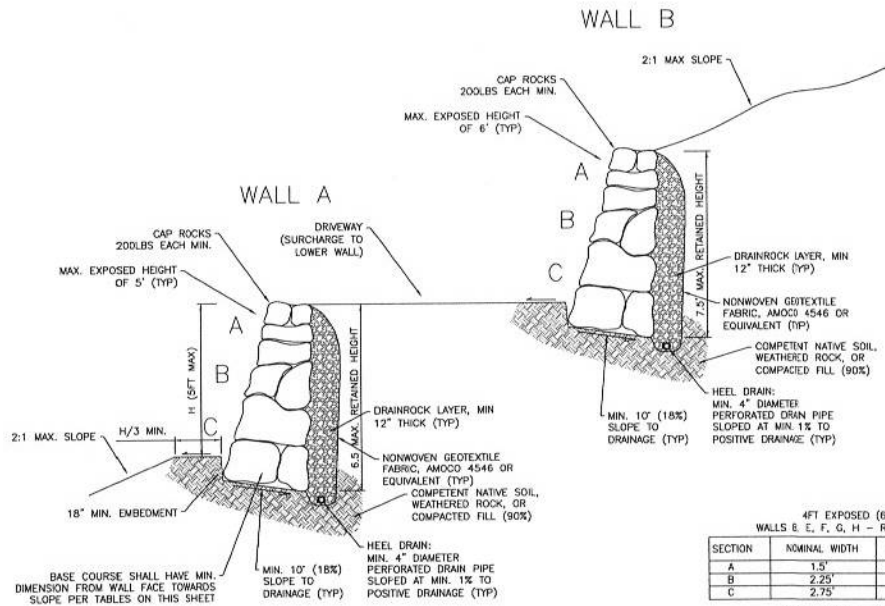 WALL B
2:1 MAX SLOPE
CAP ROCKS
200LBS EACH MIN.
MAX. EXPOSED HEIGHT
OF 6' (TYP)
A
B
C
7.5' MAX. RETAINED HEIGHT
DRAINROCK LAYER, MIN
12" THICK (TYP)
NONWOVEN GEOTEXTILE
FABRIC, AMOCO 4546 OR
EQUIVALENT (TYP)
COMPETENT NATIVE SOIL,
WEATHERED ROCK, OR
COMPACTED FILL (90%)
MIN. 10° (18%)
SLOPE TO
DRAINAGE (TYP)
HEEL DRAIN:
MIN. 4" DIAMETER
PERFORATED DRAIN PIPE
SLOPED AT MIN. 1% TO
POSITIVE DRAINAGE (TYP)
WALL A
CAP ROCKS
200LBS EACH MIN.
DRIVEWAY
(SURCHARGE TO
LOWER WALL)
MAX. EXPOSED HEIGHT
OF 5' (TYP)
A
B
C
H (5FT MAX)
6.5' MAX. RETAINED HEIGHT
H/3 MIN.
2:1 MAX. SLOPE
18" MIN. EMBEDMENT
DRAINROCK LAYER, MIN
12" THICK (TYP)
NONWOVEN GEOTEXTILE
FABRIC, AMOCO 4546 OR
EQUIVALENT (TYP)
COMPETENT NATIVE SOIL,
WEATHERED ROCK, OR
COMPACTED FILL (90%)
BASE COURSE SHALL HAVE MIN.
DIMENSION FROM WALL FACE TOWARDS
SLOPE PER TABLES ON THIS SHEET
MIN. 10° (18%)
SLOPE TO
DRAINAGE (TYP)
HEEL DRAIN:
MIN. 4" DIAMETER
PERFORATED DRAIN PIPE
SLOPED AT MIN. 1% TO
POSITIVE DRAINAGE (TYP)
4FT EXPOSED (6
WALLS B, E, F, G, H - R
SECTION NOMINAL WIDTH
A 1.5'
B 2.25'
C 2.75'